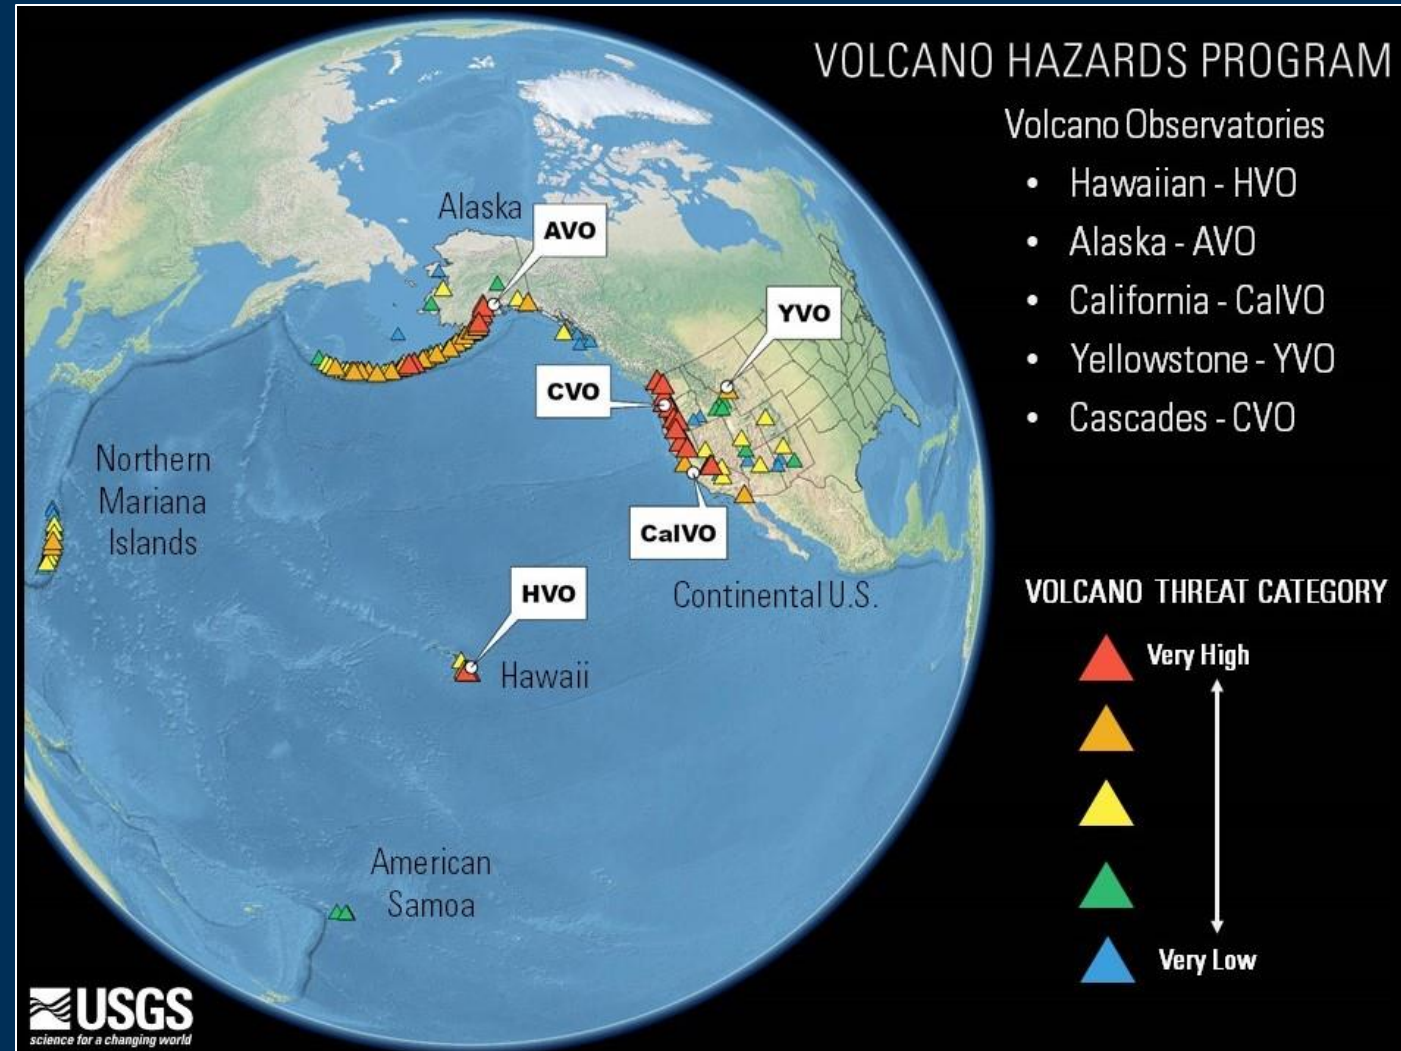 VOLCANO HAZARDS PROGRAM
Volcano Observatories
• Hawaiian - HVO
• Alaska - AVO
• California - CalVO
• Yellowstone - YVO
• Cascades - CVO
Alaska
AVO
YVO
CVO
Northern
Mariana
Islands
CalVO
HVO
Continental U.S.
Hawaii
American
Samoa
VOLCANO THREAT CATEGORY
Very High
Very Low
USGS
science for a changing world